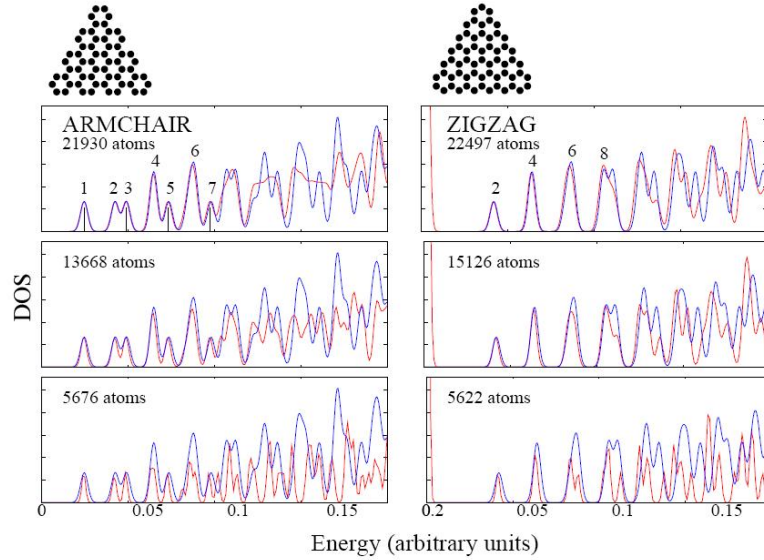 ARMCHAIR
21930 atoms
1 2 3 4 5 6 7
ZIGZAG
22497 atoms
2 4 6 8
13668 atoms
15126 atoms
5676 atoms
5622 atoms
DOS
0 0.05 0.1 0.15 0.2 0.05 0.1 0.15
Energy (arbitrary units)